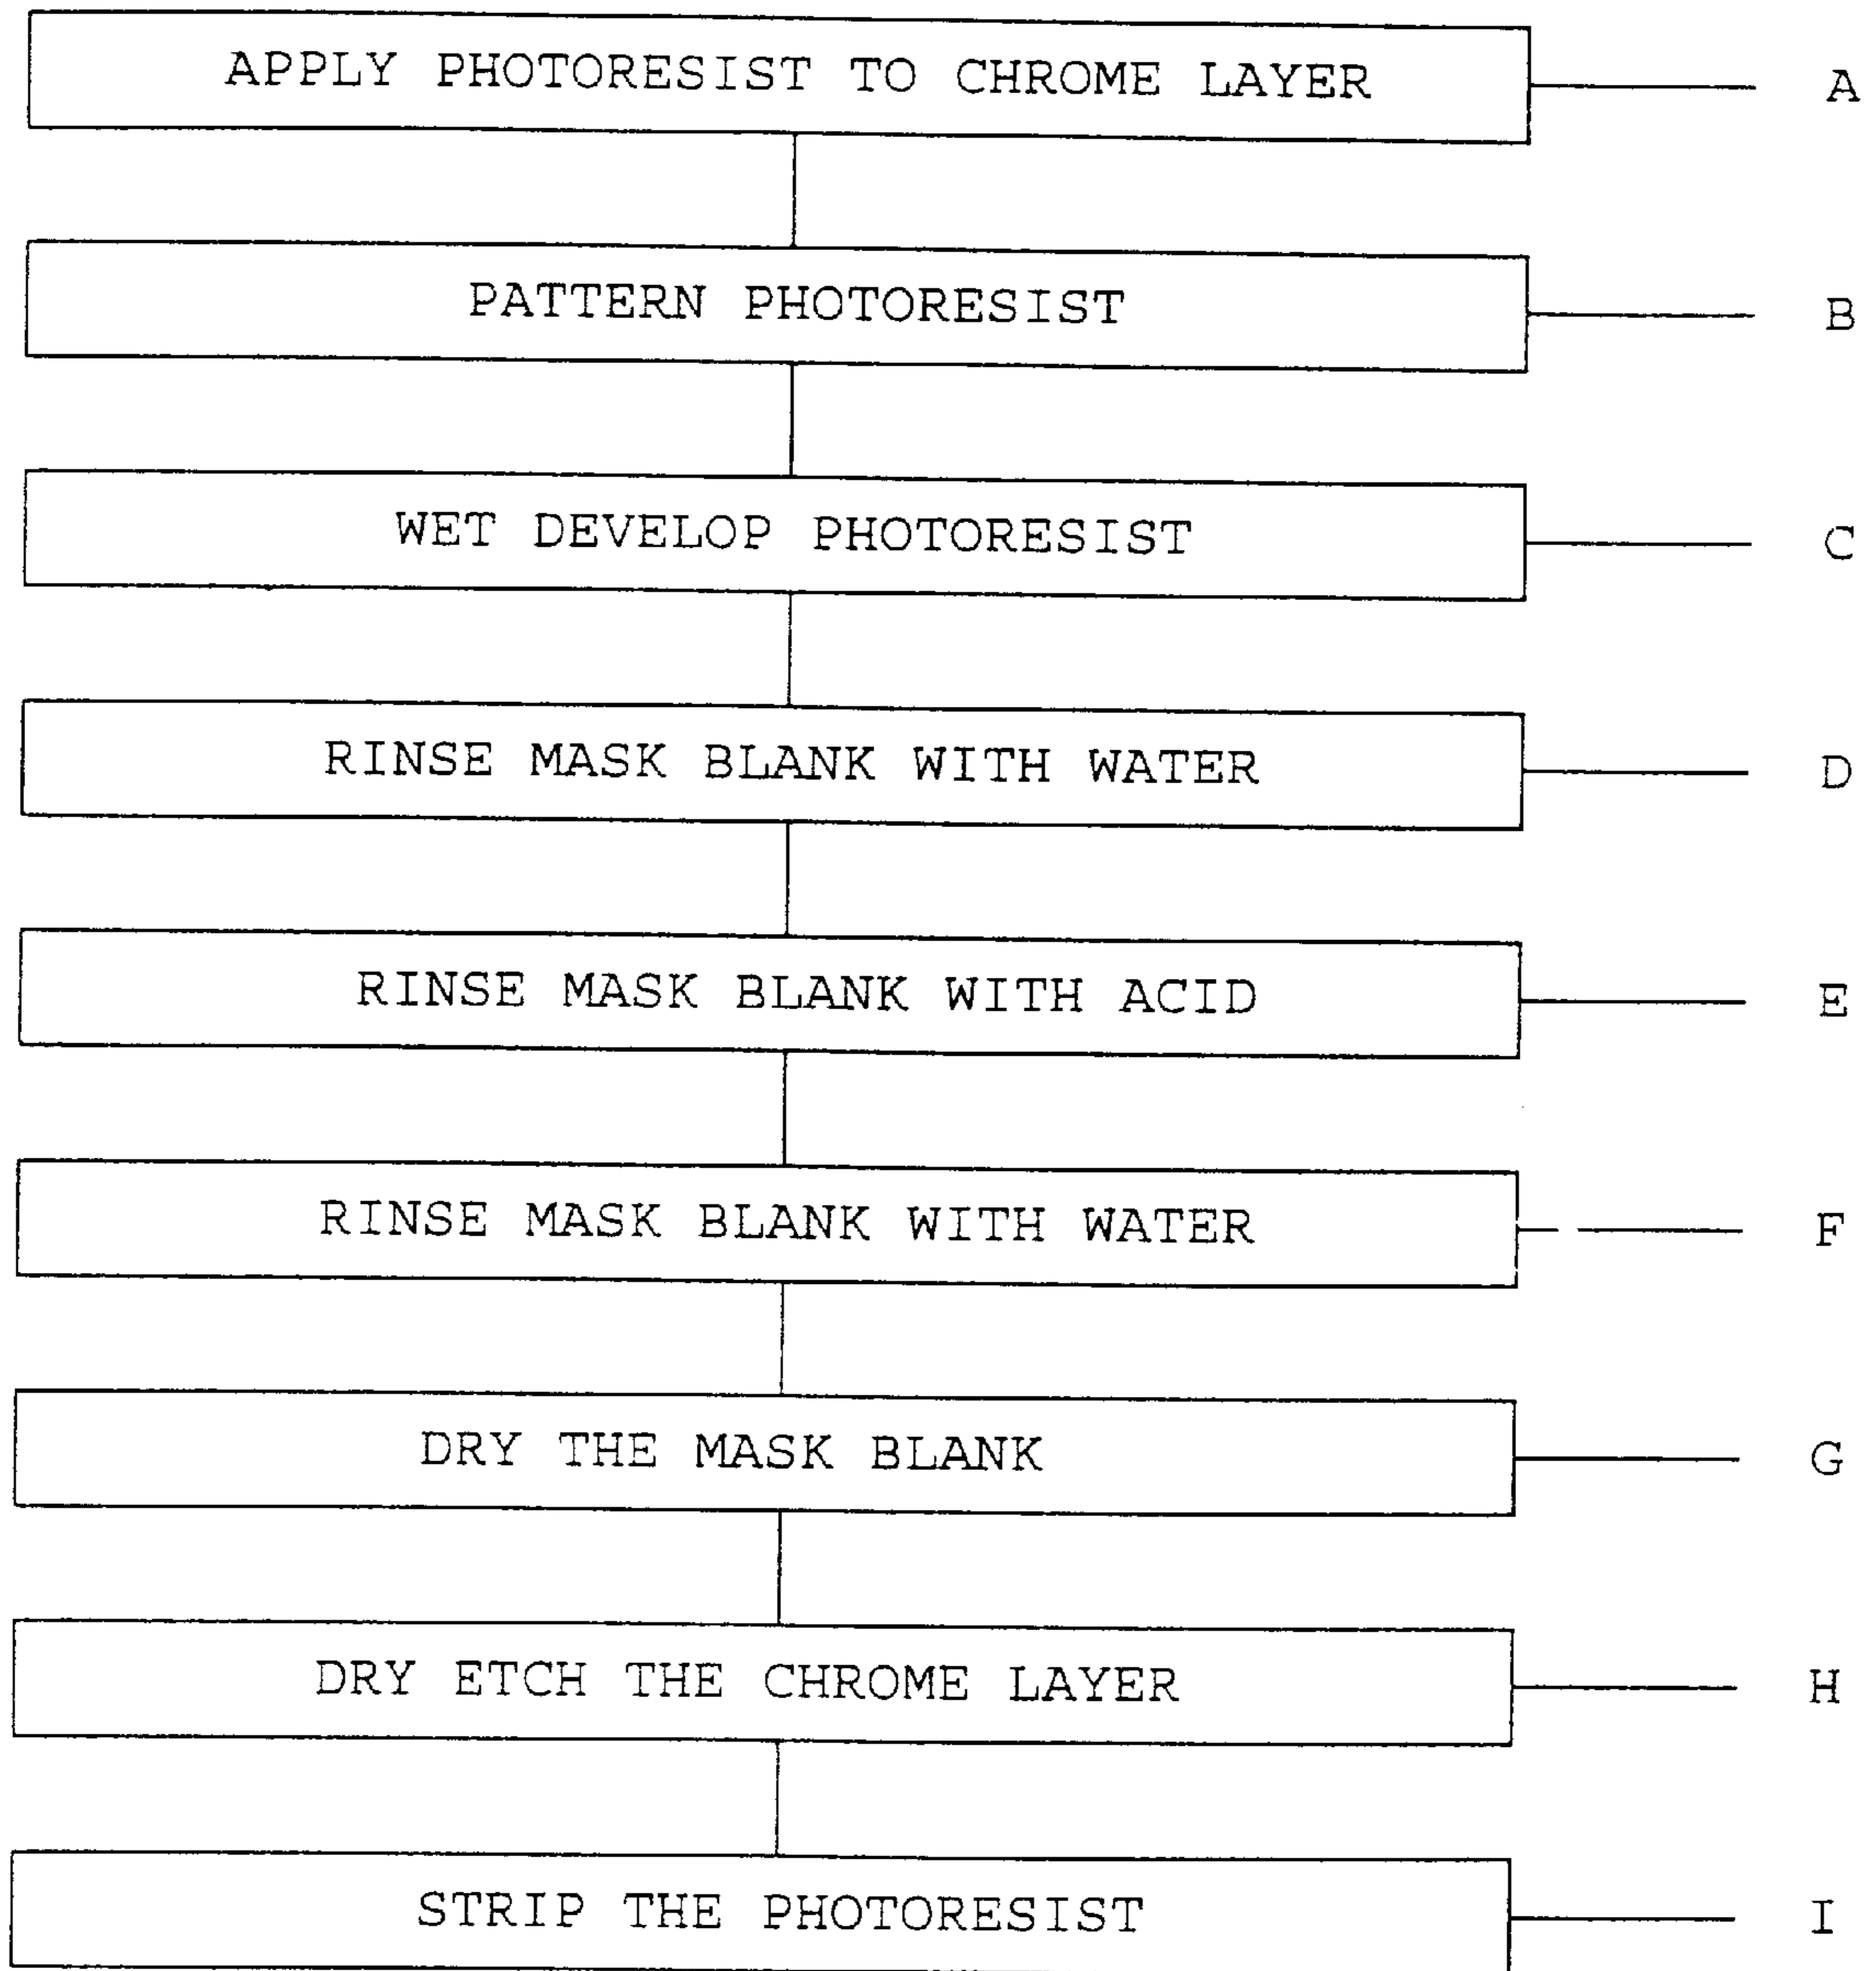 APPLY PHOTORESIST TO CHROME LAYER A
PATTERN PHOTORESIST B
WET DEVELOP PHOTORESIST C
RINSE MASK BLANK WITH WATER D
RINSE MASK BLANK WITH ACID E
RINSE MASK BLANK WITH WATER F
DRY THE MASK BLANK G
DRY ETCH THE CHROME LAYER H
STRIP THE PHOTORESIST I